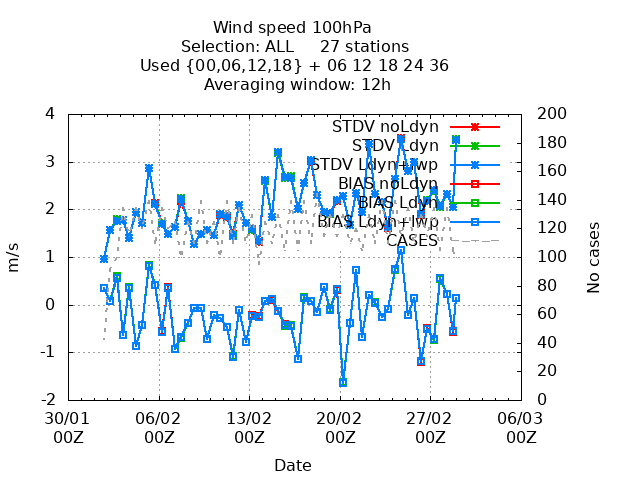 Wind speed 100hPa
Selection: ALL 27 stations
Used {00,06,12,18} + 06 12 18 24 36
Averaging window: 12h
4
3
2
1
0
-1
-2
m/s
200
180
160
140
120
100
80
60
40
20
0
No cases
STDV noLdyn
STDV Ldyn
STDV Ldyn+lwp
BIAS noLdyn
BIAS Ldyn
BIAS Ldyn+lwp
CASES
30/01 06/02 13/02 20/02 27/02 06/03
00Z 00Z 00Z 00Z 00Z 00Z
Date